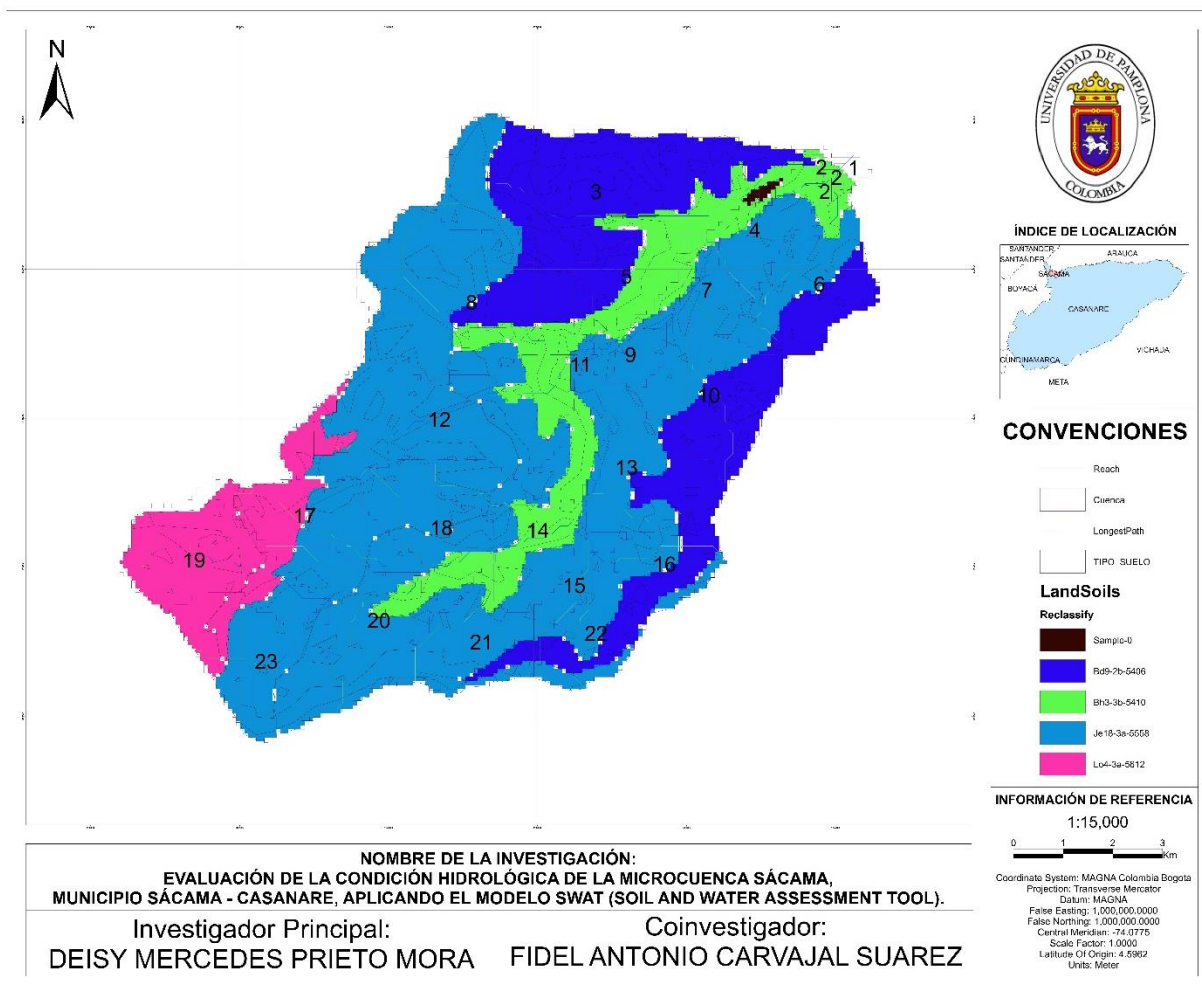 N
UNIVERSIDAD DE PAMPLONA
COLOMBIA
1
2
2
2
3
4
5
6
7
8
9
10
11
12
13
14
15
16
17
18
19
20
21
22
23
ÍNDICE DE LOCALIZACIÓN
SANTANDER
SANTANDER
ARAUCA
SACAMA
BOYACÁ
CASANARE
CUNDINAMARCA
VICHADA
META
CONVENCIONES
Reach
Cuenca
LongestPath
TIPO_SUELO
LandSoils
Reclassify
Sample-0
Bd9-2b-5406
Bh3-3b-5410
Je18-3a-5558
Lo4-3a-5612
INFORMACIÓN DE REFERENCIA
1:15,000
0 1 2 3
Km
Coordinate System: MAGNA Colombia Bogota
Projection: Transverse Mercator
Datum: MAGNA
False Easting: 1,000,000.0000
False Northing: 1,000,000.0000
Central Meridian: -74.0775
Scale Factor: 1.0000
Latitude Of Origin: 4.5962
Units: Meter
NOMBRE DE LA INVESTIGACIÓN:
EVALUACIÓN DE LA CONDICIÓN HIDROLÓGICA DE LA MICROCUENCA SÁCAMA,
MUNICIPIO SÁCAMA - CASANARE, APLICANDO EL MODELO SWAT (SOIL AND WATER ASSESSMENT TOOL).
Investigador Principal:
DEISY MERCEDES PRIETO MORA
Coinvestigador:
FIDEL ANTONIO CARVAJAL SUAREZ